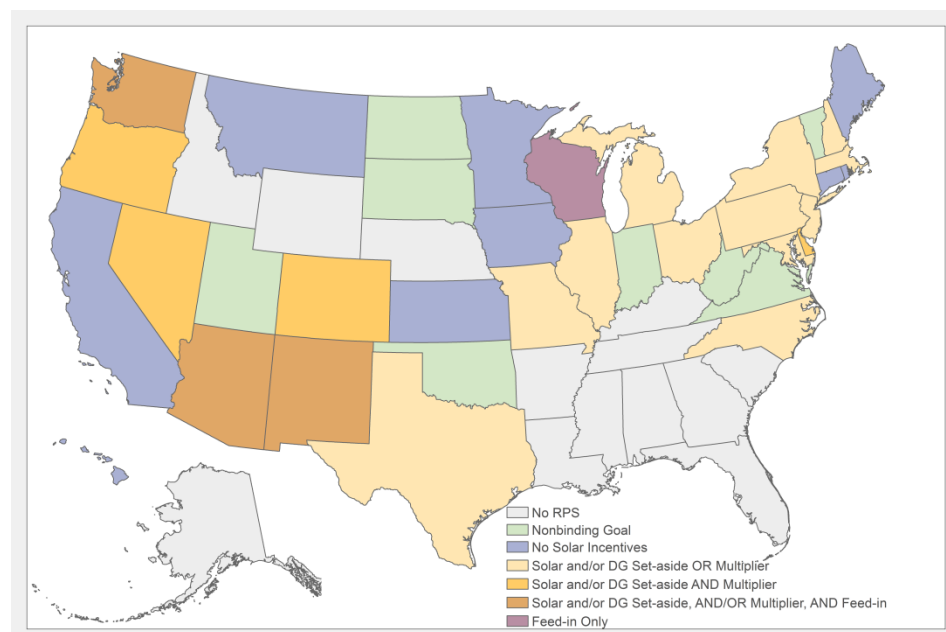 No RPS
Nonbinding Goal
No Solar Incentives
Solar and/or DG Set-aside OR Multiplier
Solar and/or DG Set-aside AND Multiplier
Solar and/or DG Set-aside, AND/OR Multiplier, AND Feed-in
Feed-in Only